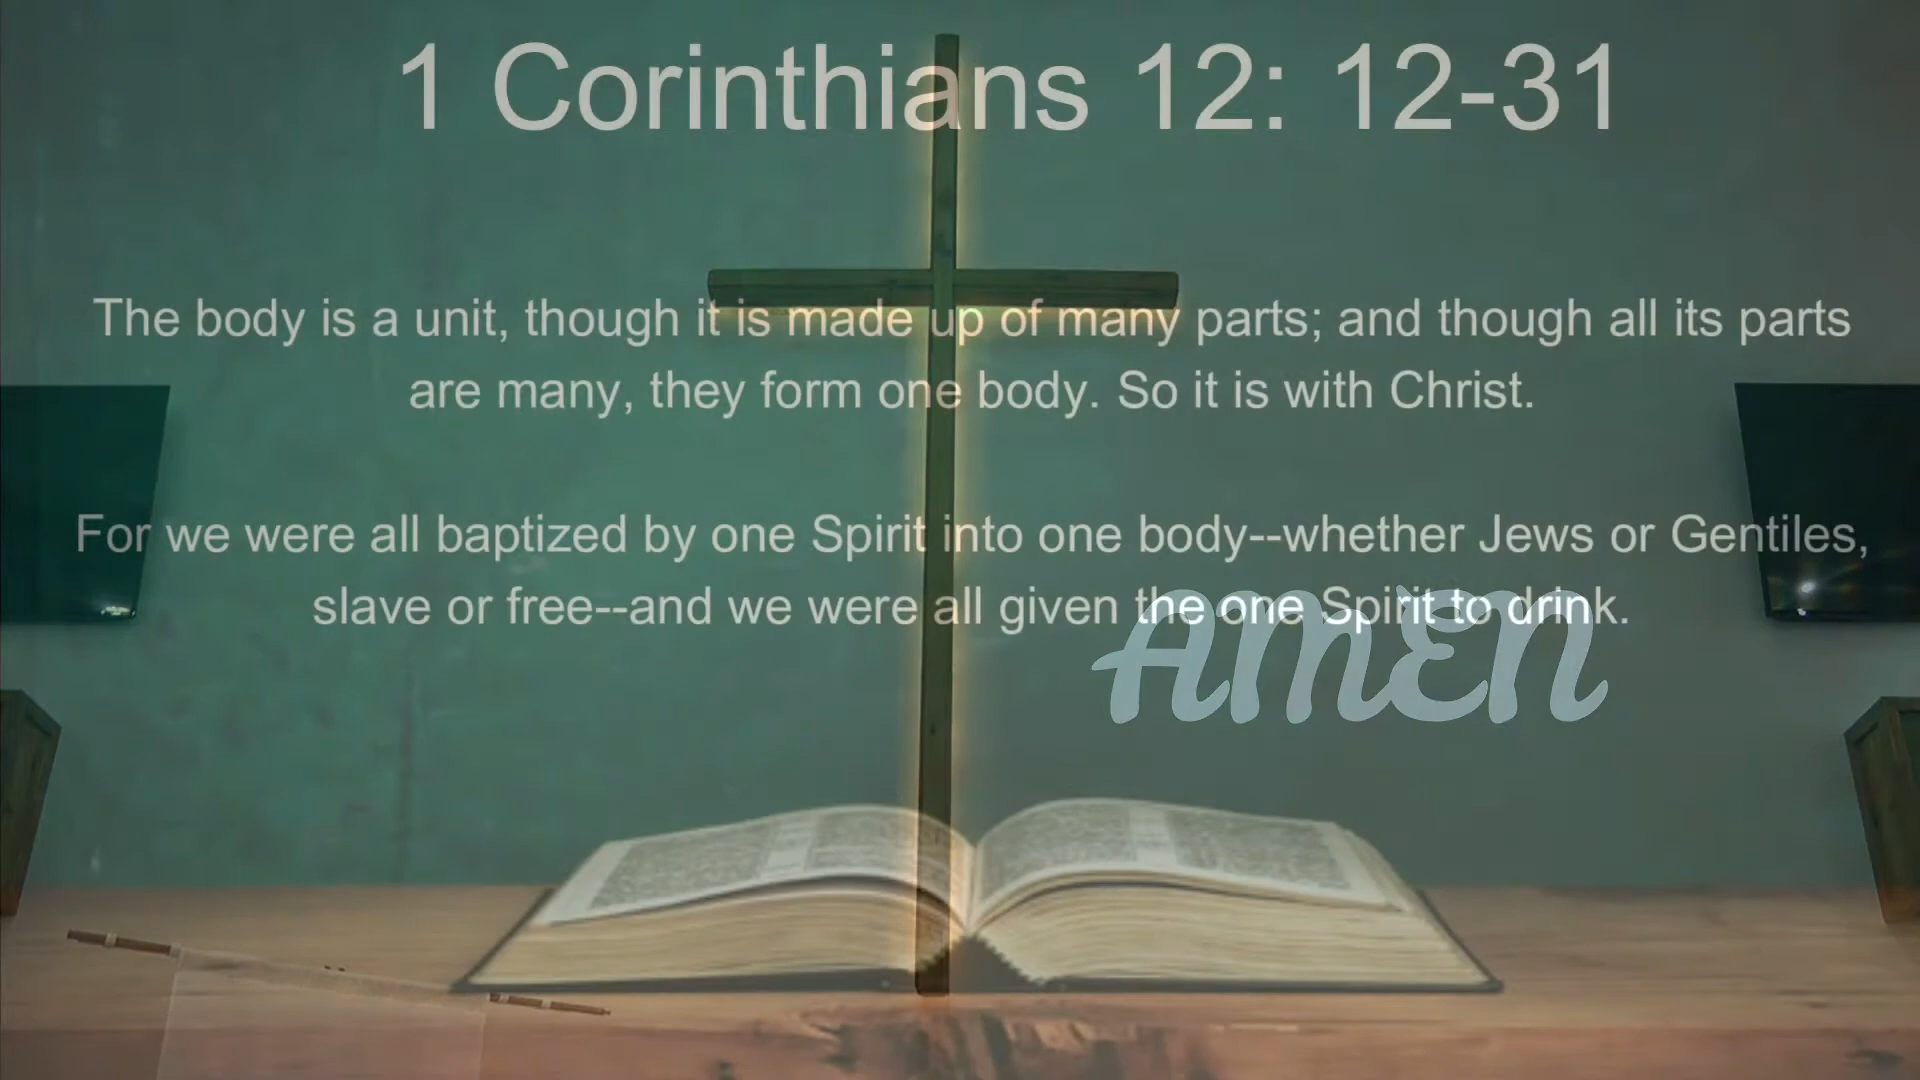 1 Corinthians 12: 12-31
The body is a unit, though it is made up of many parts; and though all its parts
are many, they form one body. So it is with Christ.
For we were all baptized by one Spirit into one body--whether Jews or Gentiles,
slave or free--and we were all given the one Spirit to drink.
AMEN